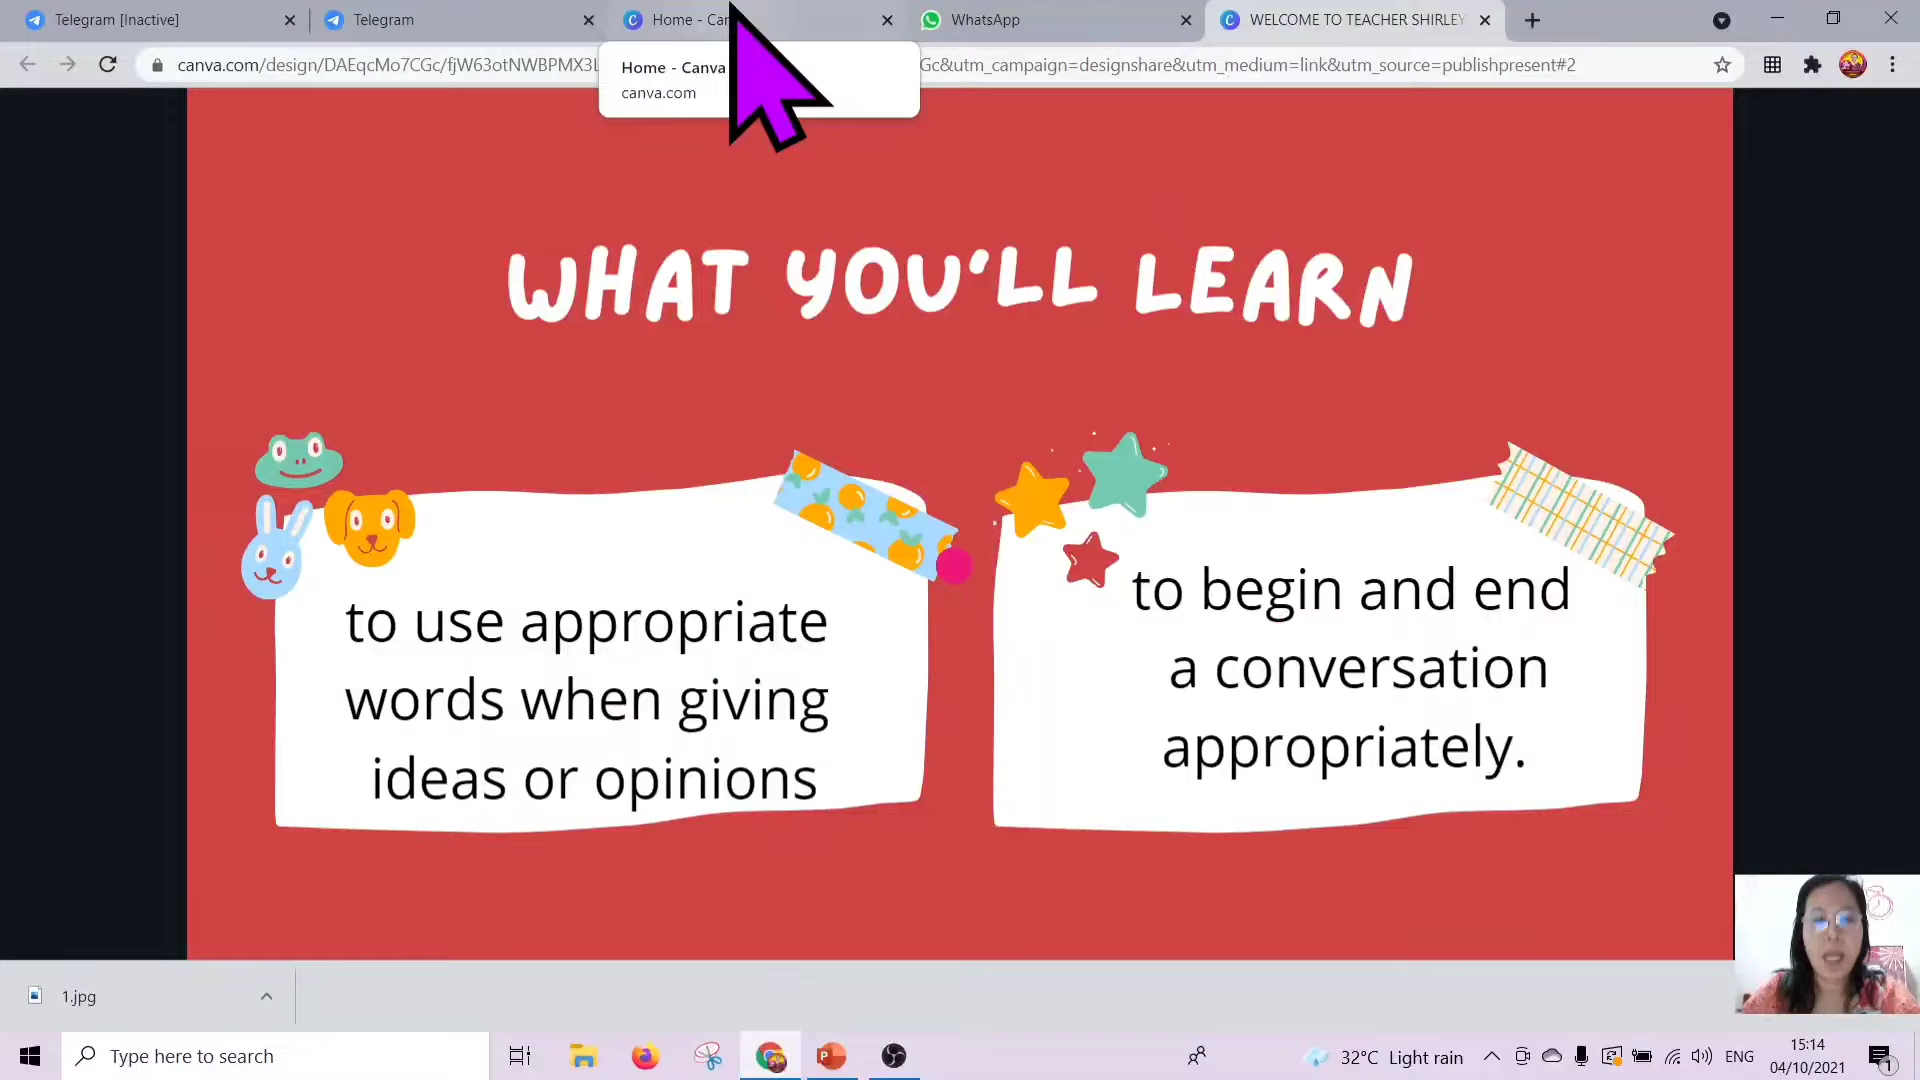 Telegram [Inactive]
Telegram
Home - Can
WhatsApp
WELCOME TO TEACHER SHIRLEY
canva.com/design/DAEqcMo7CGc/fjW63otNWBPMX3L
Gc&utm_campaign=designshare&utm_medium=link&utm_source=publishpresent#2
Home - Canva
canva.com
WHAT YOU'LL LEARN
to use appropriate
words when giving
ideas or opinions
to begin and end
a conversation
appropriately.
1.jpg
Type here to search
32°C Light rain
ENG
15:14
04/10/2021
1